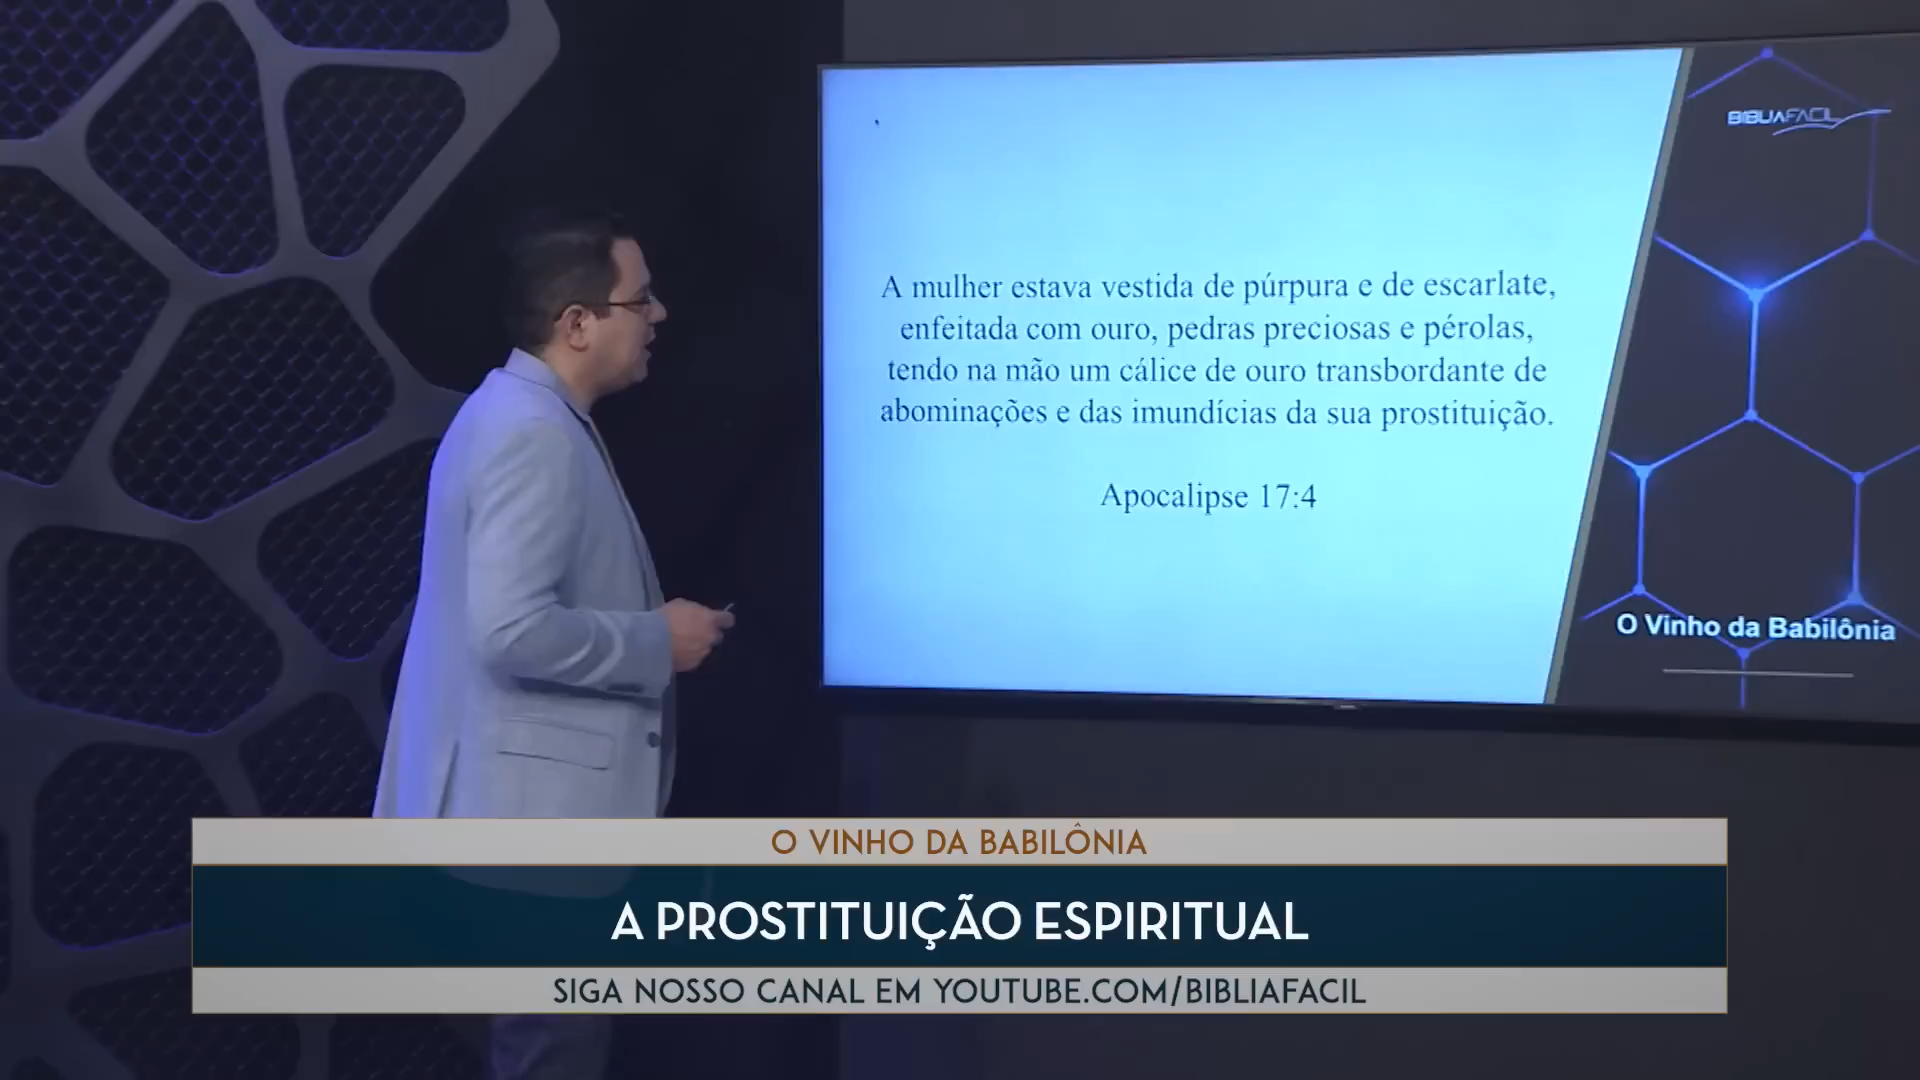 BIBLIAFACIL
A mulher estava vestida de púrpura e de escarlate,
enfeitada com ouro, pedras preciosas e pérolas,
tendo na mão um cálice de ouro transbordante de
abominações e das imundícias da sua prostituição.
Apocalipse 17:4
O Vinho da Babilônia
O VINHO DA BABILÔNIA
A PROSTITUIÇÃO ESPIRITUAL
SIGA NOSSO CANAL EM YOUTUBE.COM/BIBLIAFACIL